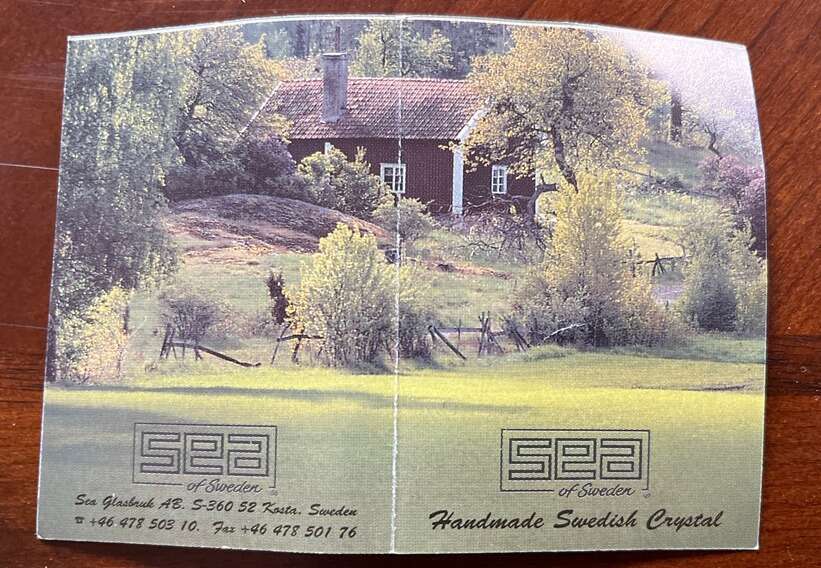 sea
of Sweden
Sea Glasbruk AB. S-360 52 Kosta. Sweden
☎ +46 478 503 10. Fax +46 478 501 76
sea
of Sweden
Handmade Swedish Crystal